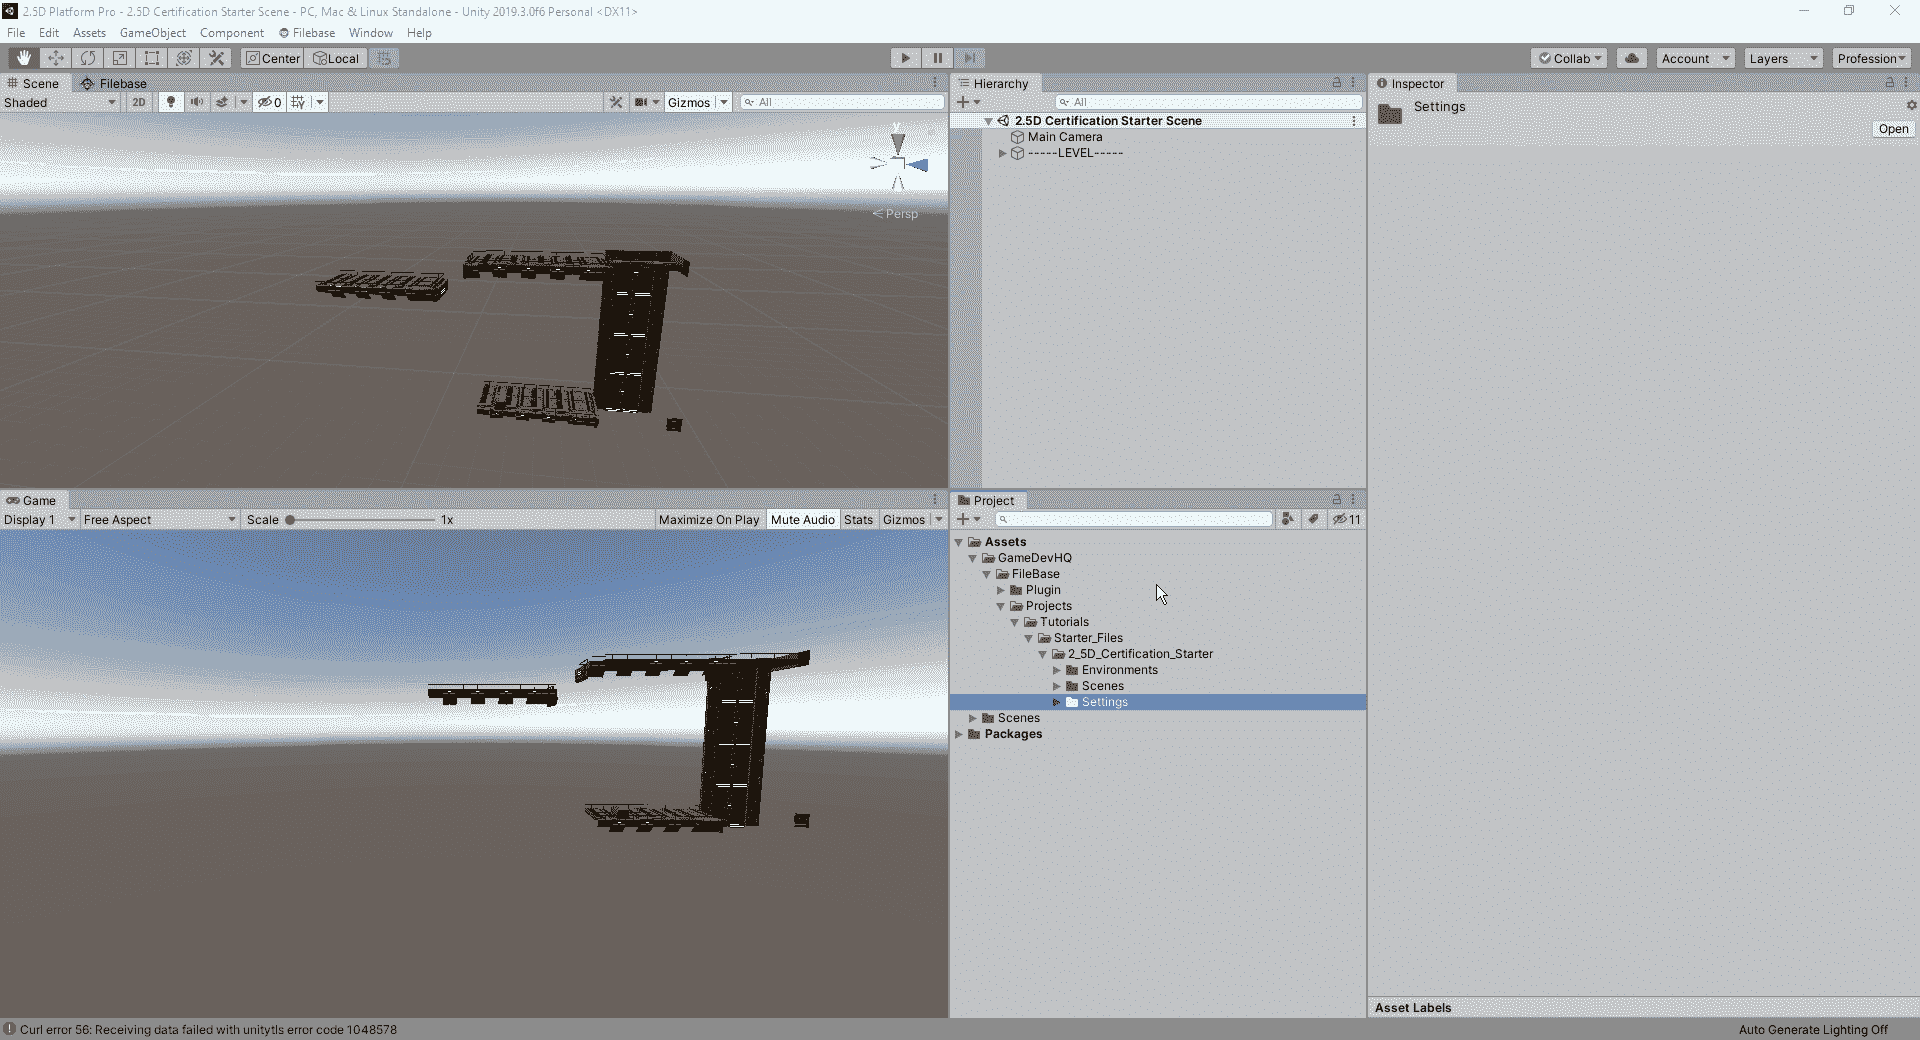 2.5D Platform Pro - 2.5D Certification Starter Scene - PC, Mac & Linux Standalone - Unity 2019.3.0f6 Personal <DX11>
File Edit Assets GameObject Component Filebase Window Help
Center Local Collab Account Layers Profession
Scene Filebase
Shaded 2D 0 Gizmos All
y
Persp
Hierarchy
All
2.5D Certification Starter Scene
Main Camera
-----LEVEL-----
Inspector
Settings
Open
Game
Display 1 Free Aspect Scale 1x Maximize On Play Mute Audio Stats Gizmos
Project
11
Assets
GameDevHQ
FileBase
Plugin
Projects
Tutorials
Starter_Files
2_5D_Certification_Starter
Environments
Scenes
Settings
Scenes
Packages
Asset Labels
Curl error 56: Receiving data failed with unitytls error code 1048578
Auto Generate Lighting Off